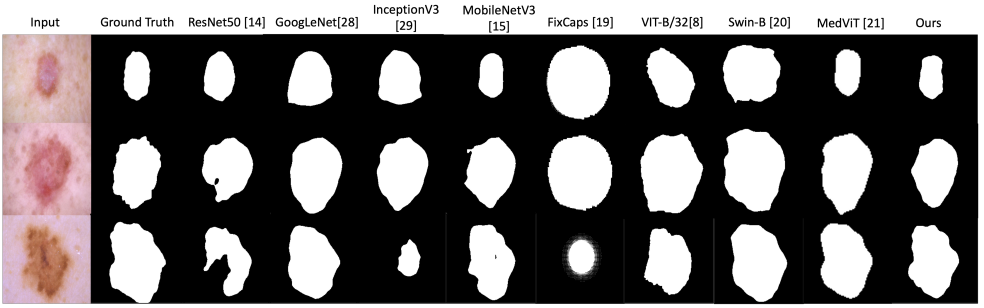 Input Ground Truth ResNet50 [14] GoogLeNet[28] InceptionV3 [29] MobileNetV3 [15] FixCaps [19] VIT-B/32[8] Swin-B [20] MedViT [21] Ours